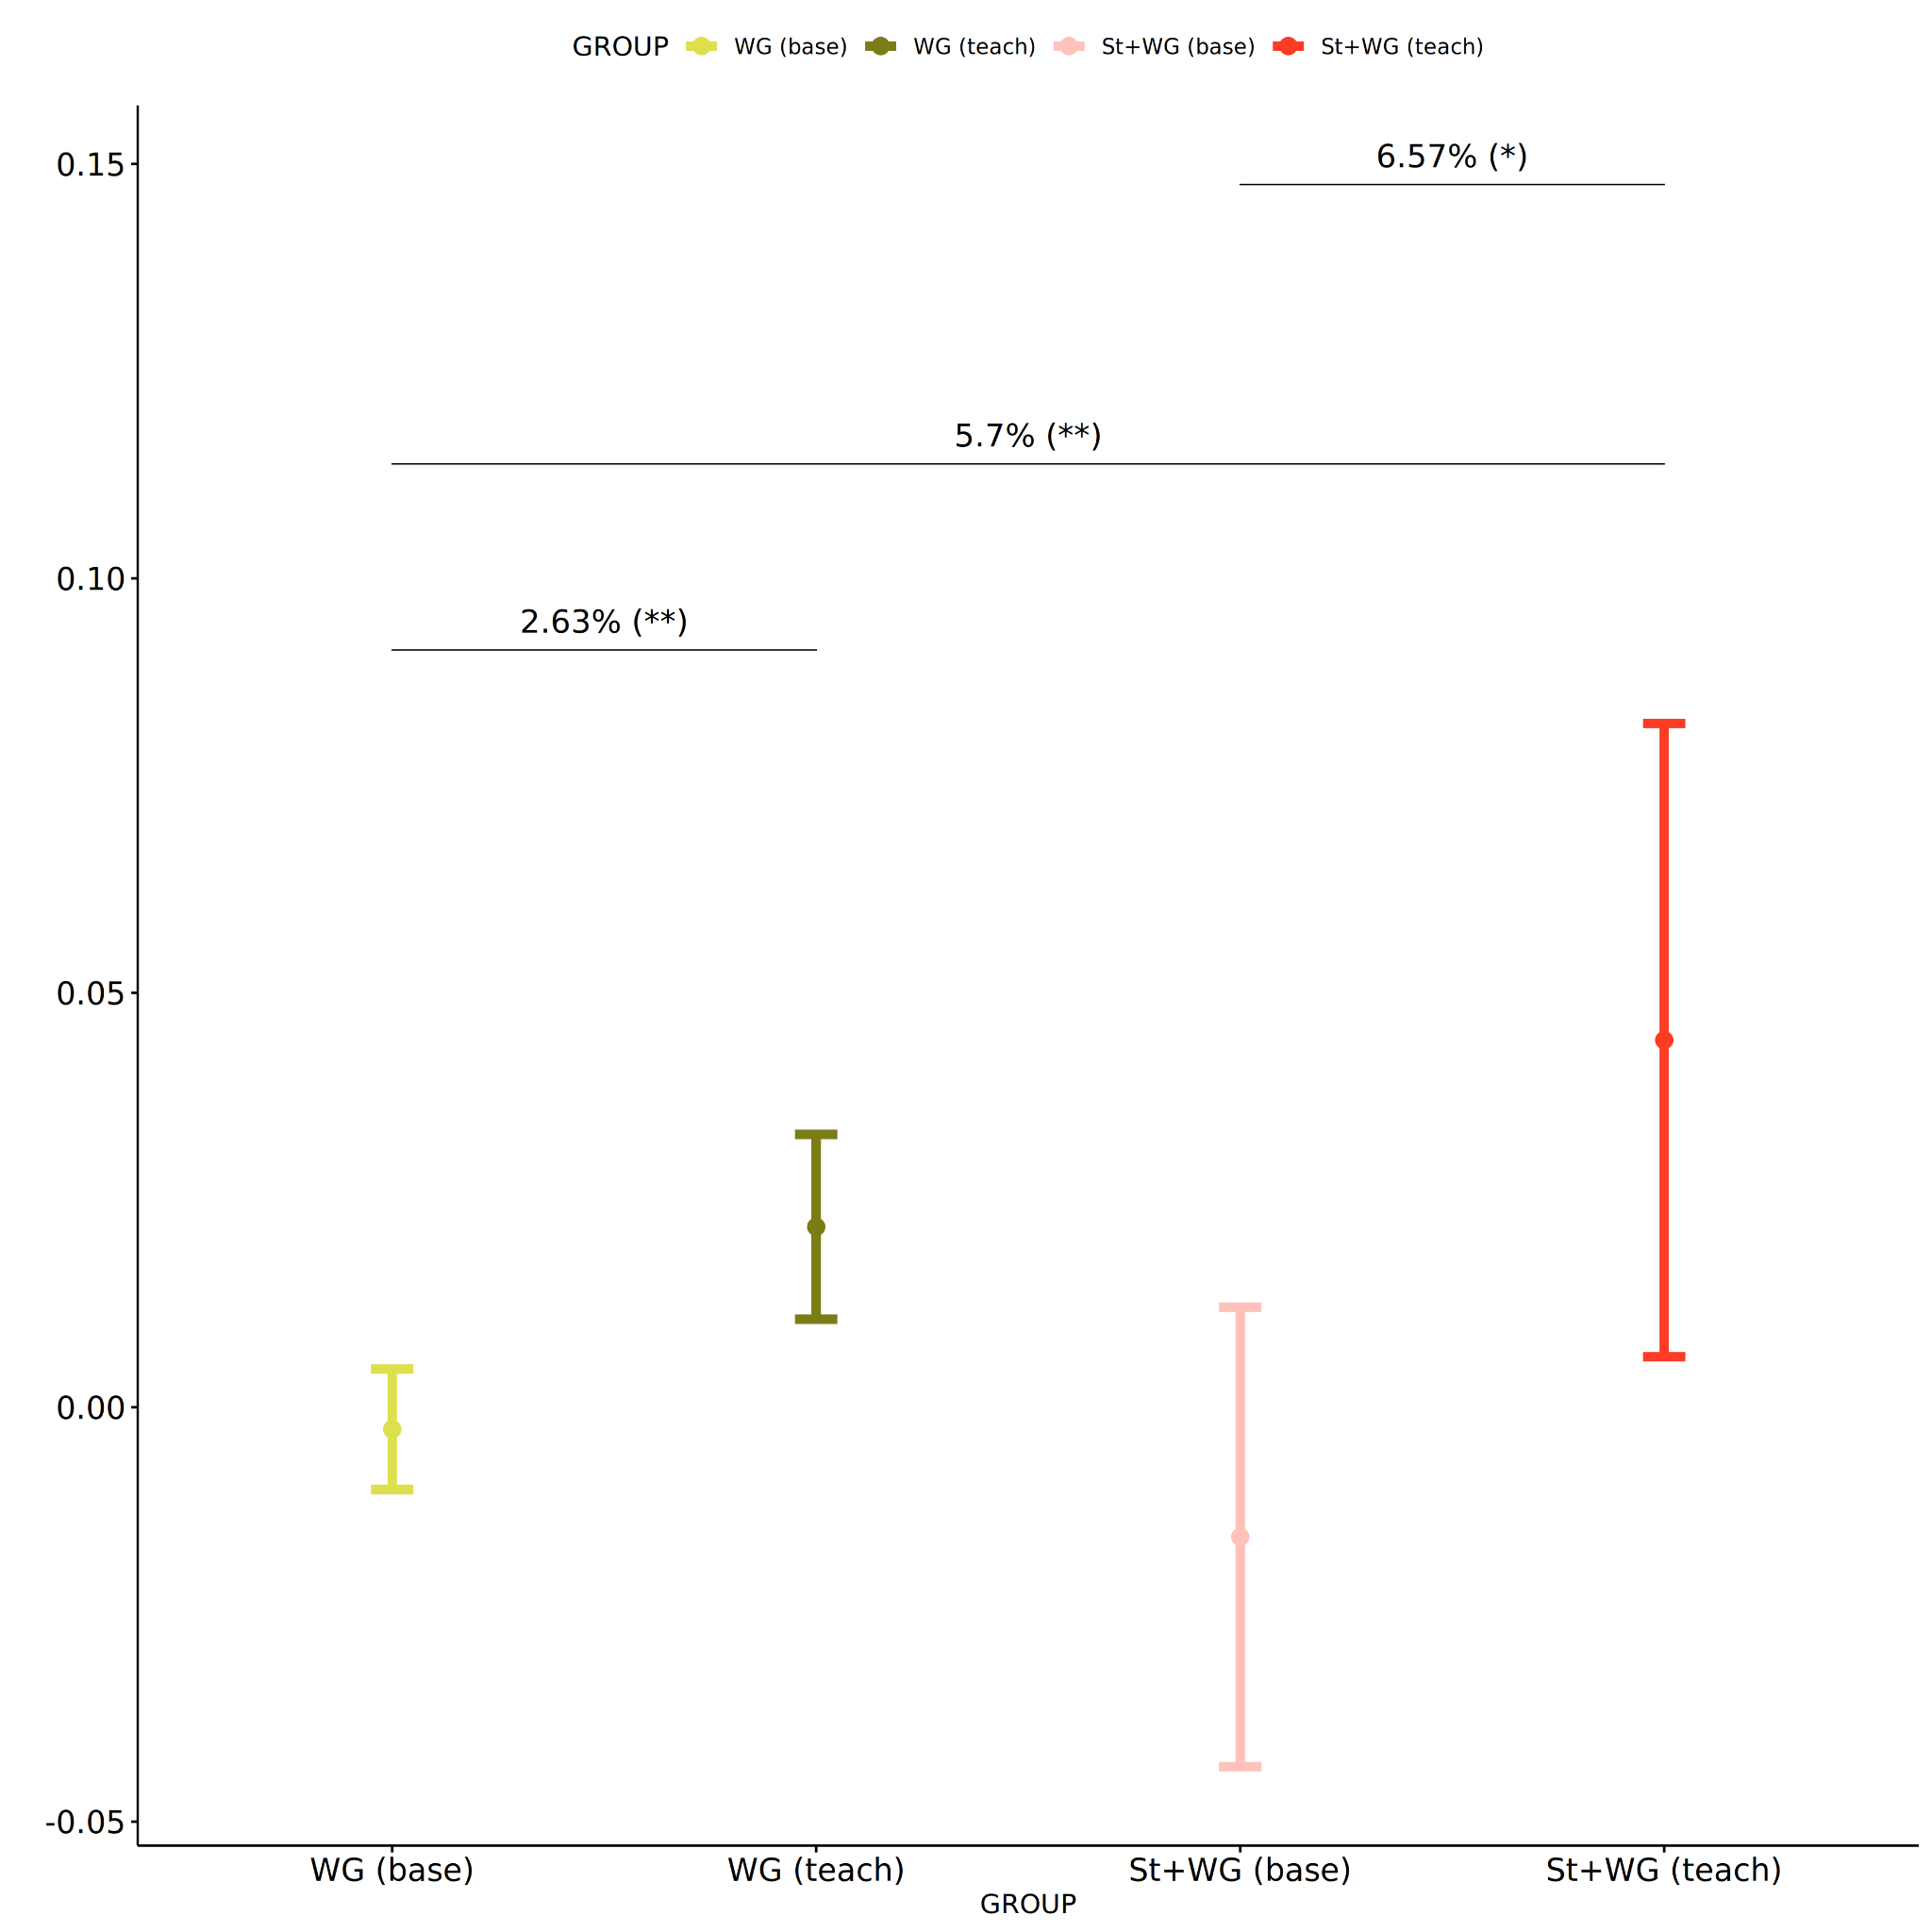 GROUP WG (base) WG (teach) St+WG (base) St+WG (teach)
0.15
6.57% (*)
5.7% (**)
0.10
2.63% (**)
0.05
0.00
-0.05
WG (base) WG (teach) St+WG (base) St+WG (teach)
GROUP